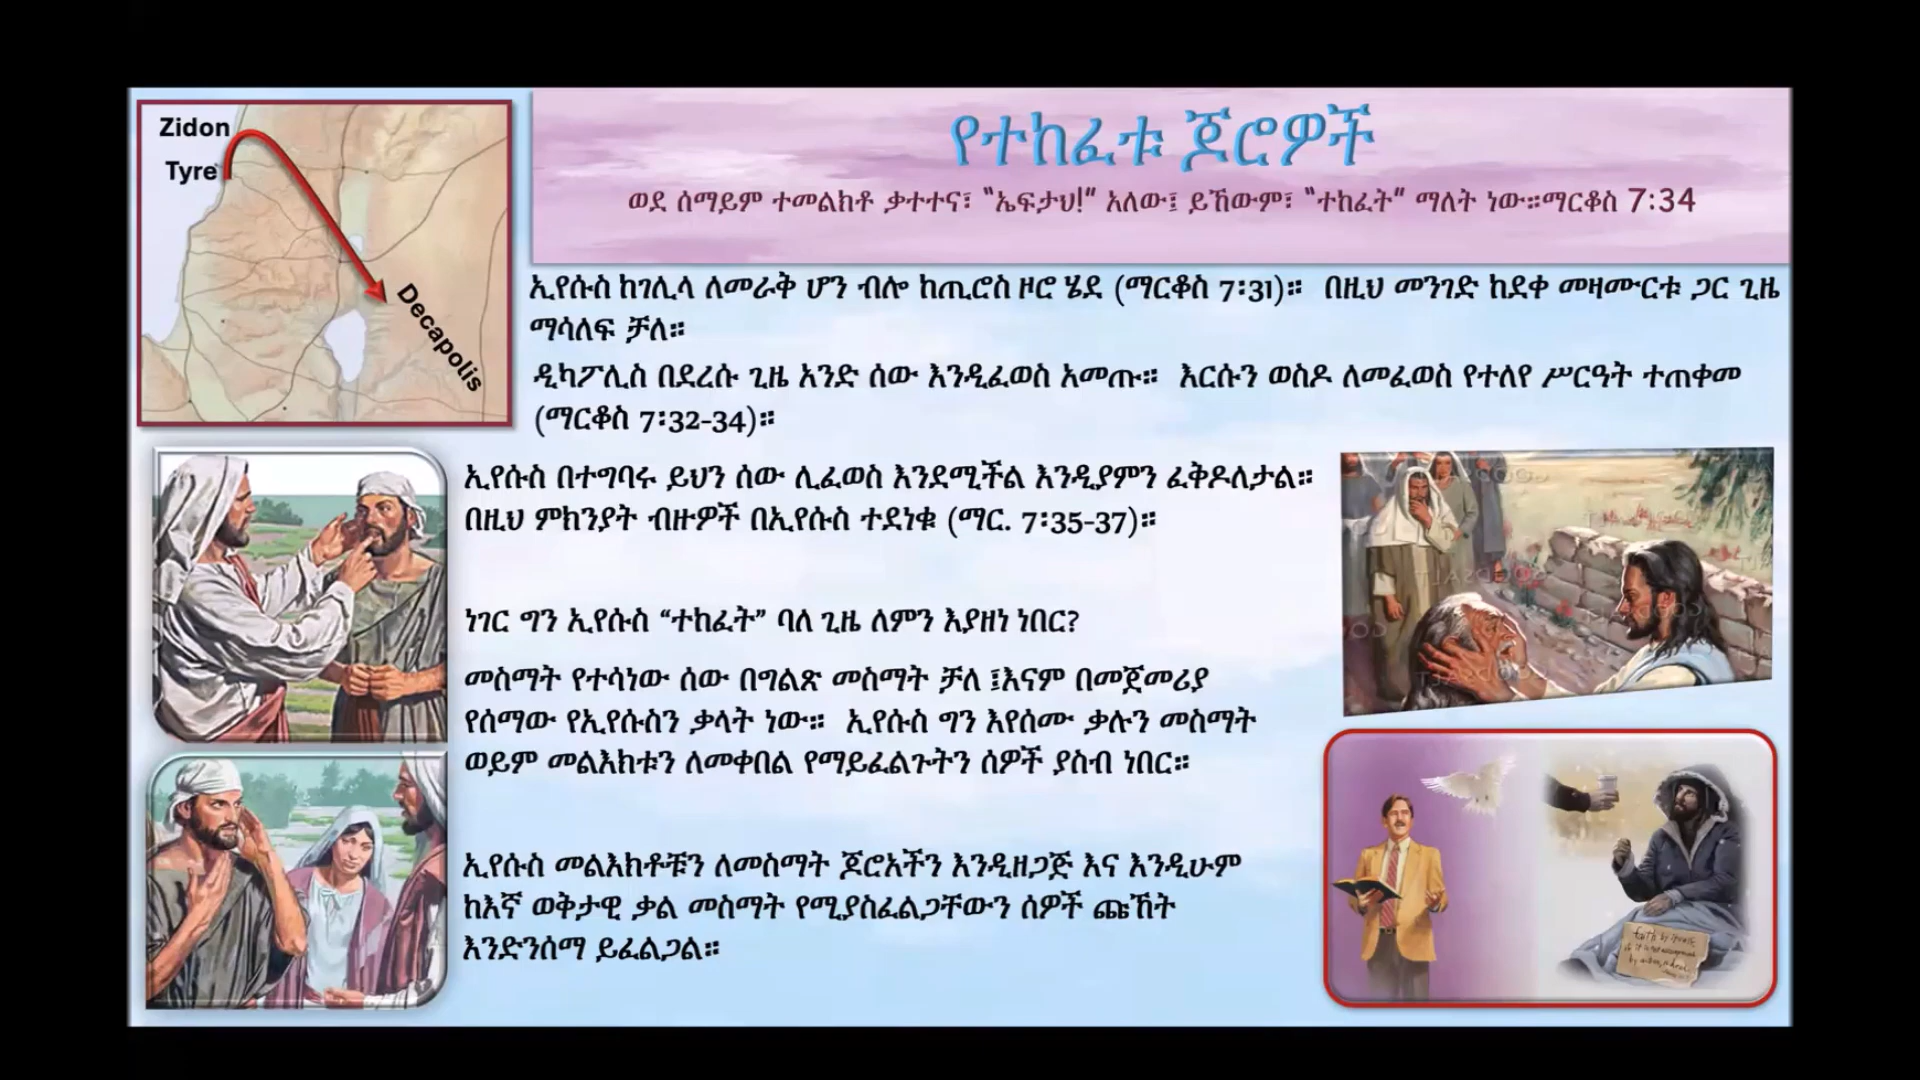 Zidon
Tyre
Decapolis
የተከፈቱ ጆሮዎች
ወደ ሰማይም ተመልክቶ ቃተተና፣ “ኤፍታህ!” አለው፤ ይኸውም፣ “ተከፈት” ማለት ነው።ማርቆስ 7:34
ኢየሱስ ከገሊላ ለመራቅ ሆን ብሎ ከጢሮስ ዞሮ ሄደ (ማርቆስ 7፡31)። በዚህ መንገድ ከደቀ መዛሙርቱ ጋር ጊዜ
ማሳለፍ ቻለ።
ዲካፖሊስ በደረሱ ጊዜ አንድ ሰው እንዲፈወስ አመጡ። እርሱን ወስዶ ለመፈወስ የተለየ ሥርዓት ተጠቀመ
(ማርቆስ 7፡32-34)።
ኢየሱስ በተግባሩ ይህን ሰው ሊፈወስ እንደሚችል እንዲያምን ፈቅዶለታል።
በዚህ ምክንያት ብዙዎች በኢየሱስ ተደነቁ (ማር. 7፡35-37)።
ነገር ግን ኢየሱስ “ተከፈት” ባለ ጊዜ ለምን እያዘነ ነበር?
መስማት የተሳነው ሰው በግልጽ መስማት ቻለ ፤እናም በመጀመሪያ
የሰማው የኢየሱስን ቃላት ነው። ኢየሱስ ግን እየሰሙ ቃሉን መስማት
ወይም መልእክቱን ለመቀበል የማይፈልጉትን ሰዎች ያስብ ነበር።
ኢየሱስ መልእክቶቹን ለመስማት ጆሮአችን እንዲዘጋጅ እና እንዲሁም
ከእኛ ወቅታዊ ቃል መስማት የሚያስፈልጋቸውን ሰዎች ጩኸት
እንድንሰማ ይፈልጋል።
faith by itself